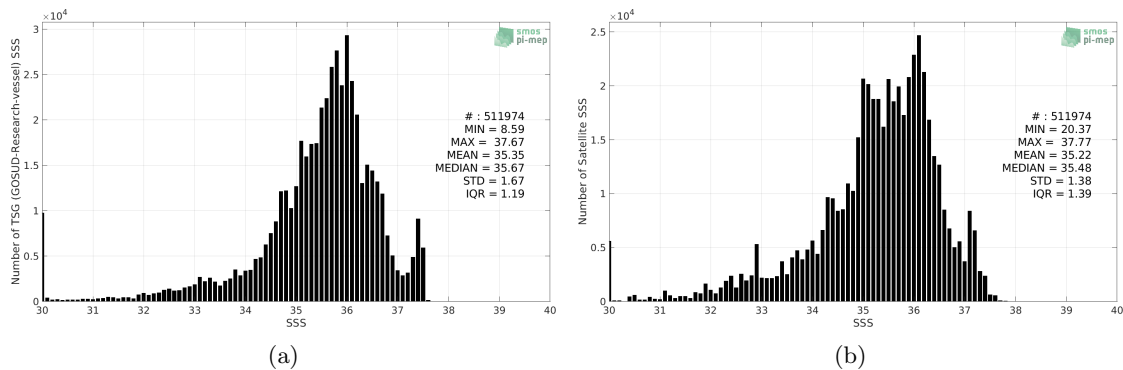 ×10⁴
3
2.5
2
1.5
1
0.5
0
30 31 32 33 34 35 36 37 38 39 40
SSS
Number of TSG (GOSUD-Research-vessel) SSS
smos
pi-mep
# : 511974
MIN = 8.59
MAX = 37.67
MEAN = 35.35
MEDIAN = 35.67
STD = 1.67
IQR = 1.19
(a)
×10⁴
2.5
2
1.5
1
0.5
0
30 31 32 33 34 35 36 37 38 39 40
SSS
Number of Satellite SSS
smos
pi-mep
# : 511974
MIN = 20.37
MAX = 37.77
MEAN = 35.22
MEDIAN = 35.48
STD = 1.38
IQR = 1.39
(b)